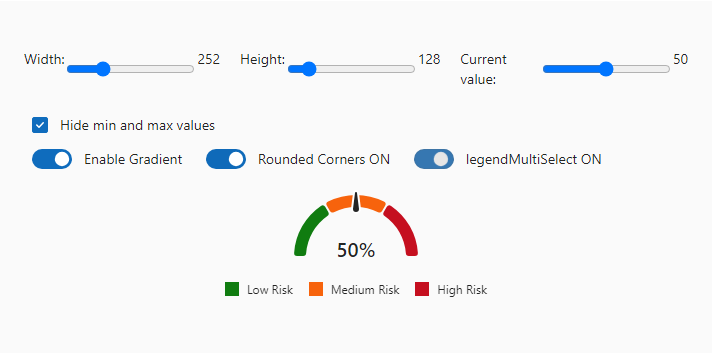 Width: 252 Height: 128 Current value: 50
Hide min and max values
Enable Gradient Rounded Corners ON legendMultiSelect ON
50%
Low Risk Medium Risk High Risk